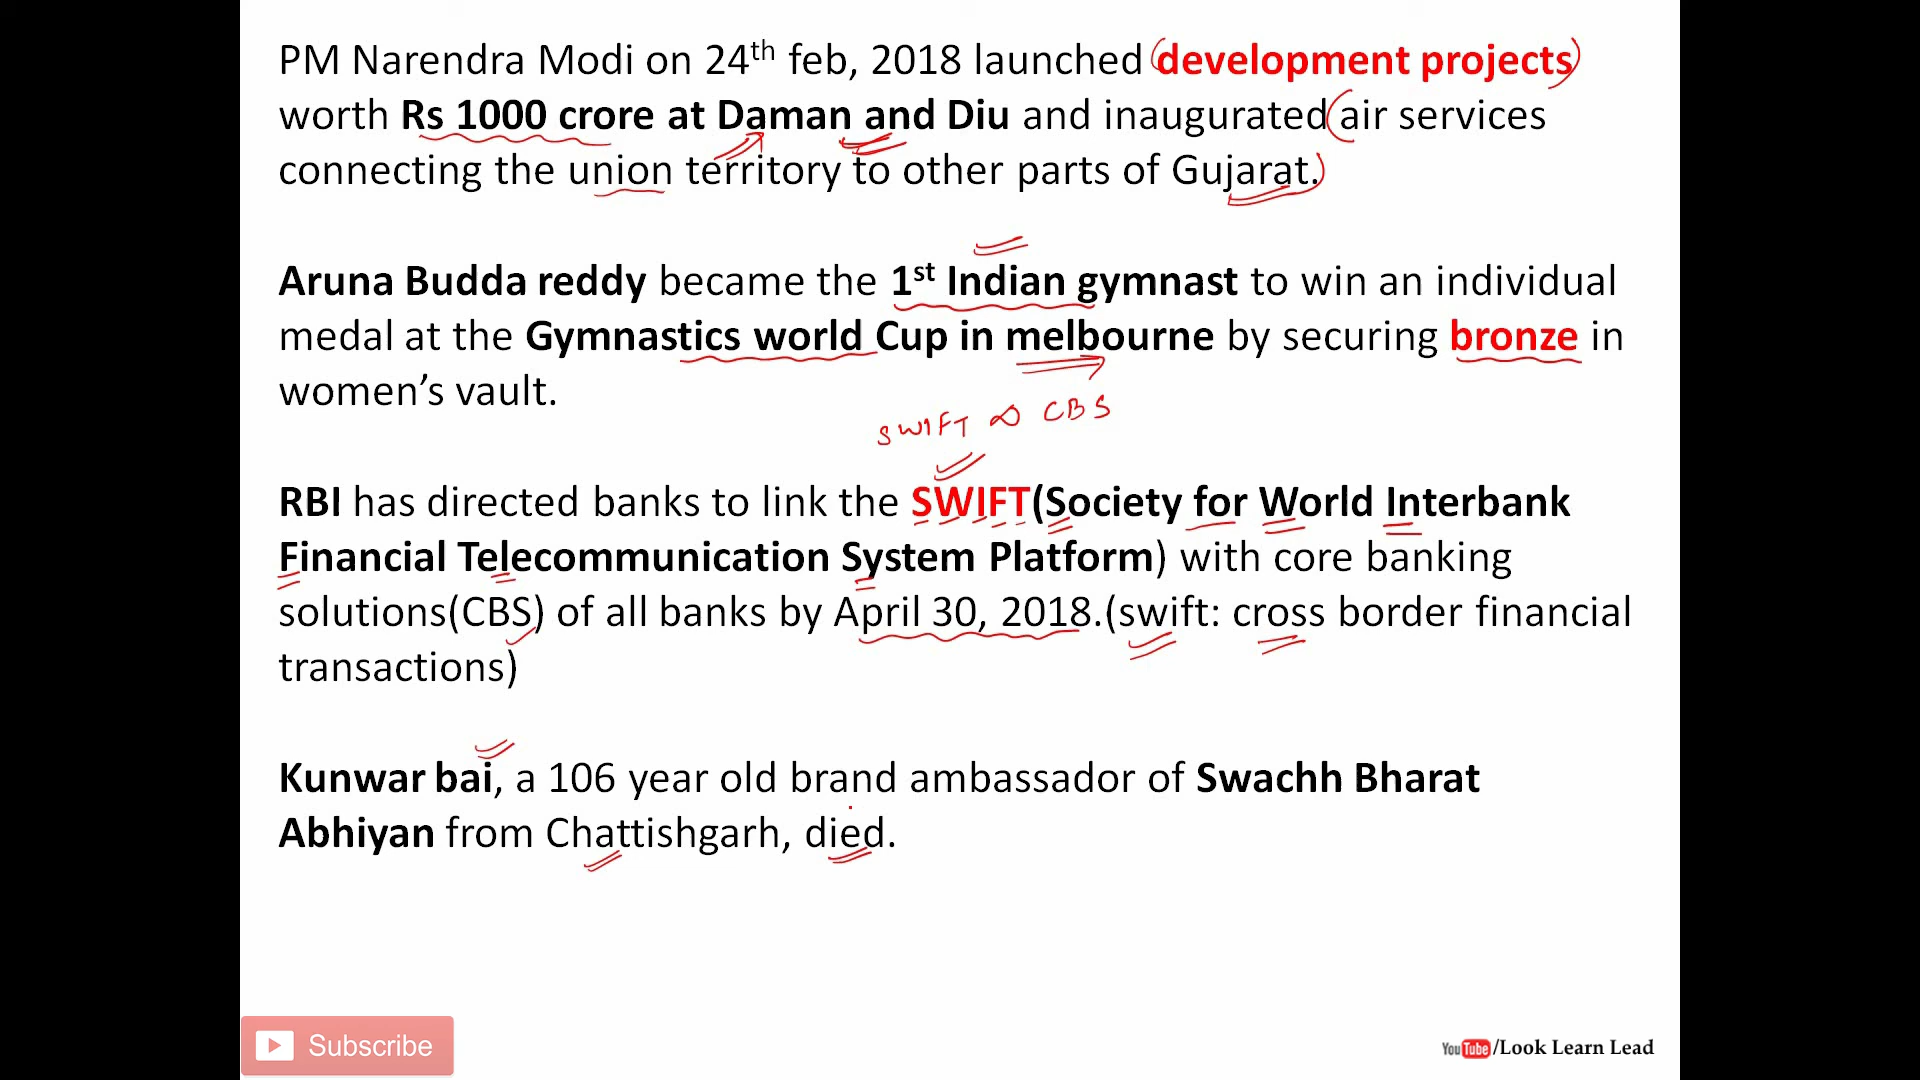 PM Narendra Modi on 24th feb, 2018 launched development projects
worth Rs 1000 crore at Daman and Diu and inaugurated air services
connecting the union territory to other parts of Gujarat.
Aruna Budda reddy became the 1st Indian gymnast to win an individual
medal at the Gymnastics world Cup in melbourne by securing bronze in
women’s vault.
SWIFT ∞ CBS
RBI has directed banks to link the SWIFT(Society for World Interbank
Financial Telecommunication System Platform) with core banking
solutions(CBS) of all banks by April 30, 2018.(swift: cross border financial
transactions)
Kunwar bai, a 106 year old brand ambassador of Swachh Bharat
Abhiyan from Chattishgarh, died.
Subscribe
YouTube/Look Learn Lead